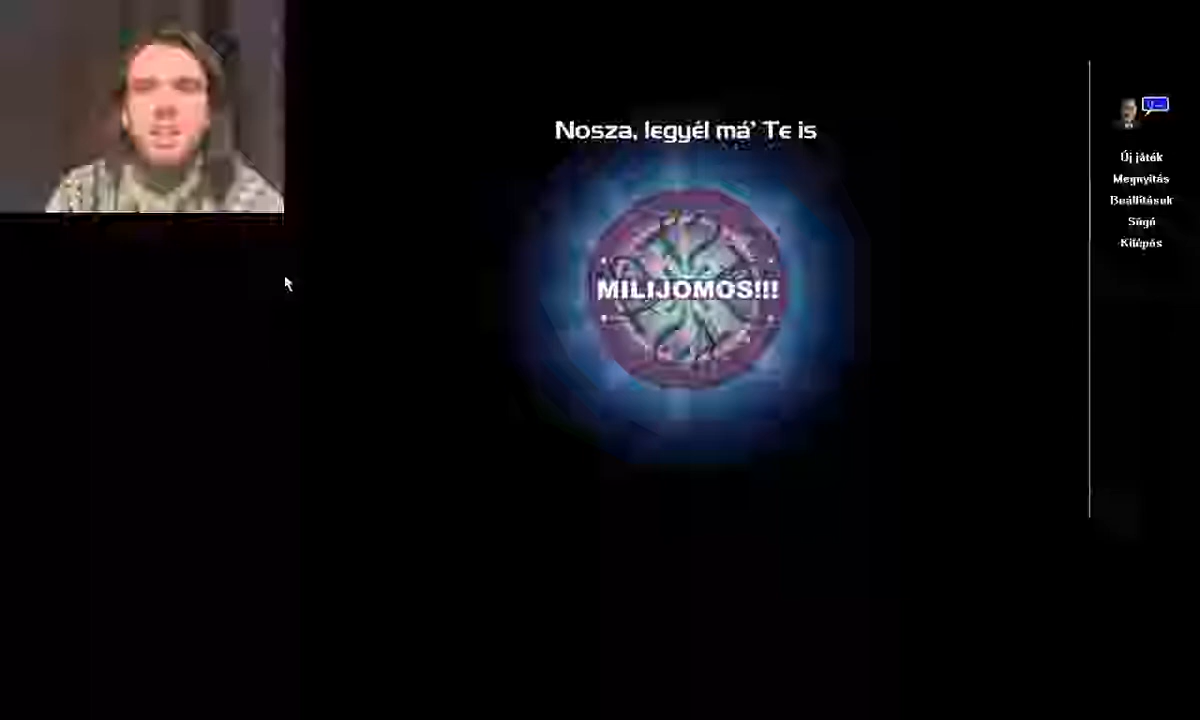 Nosza, legyél má' Te is
MILIJOMOS!!!
Új játék
Megnyitás
Beállítások
Súgó
Kilépés